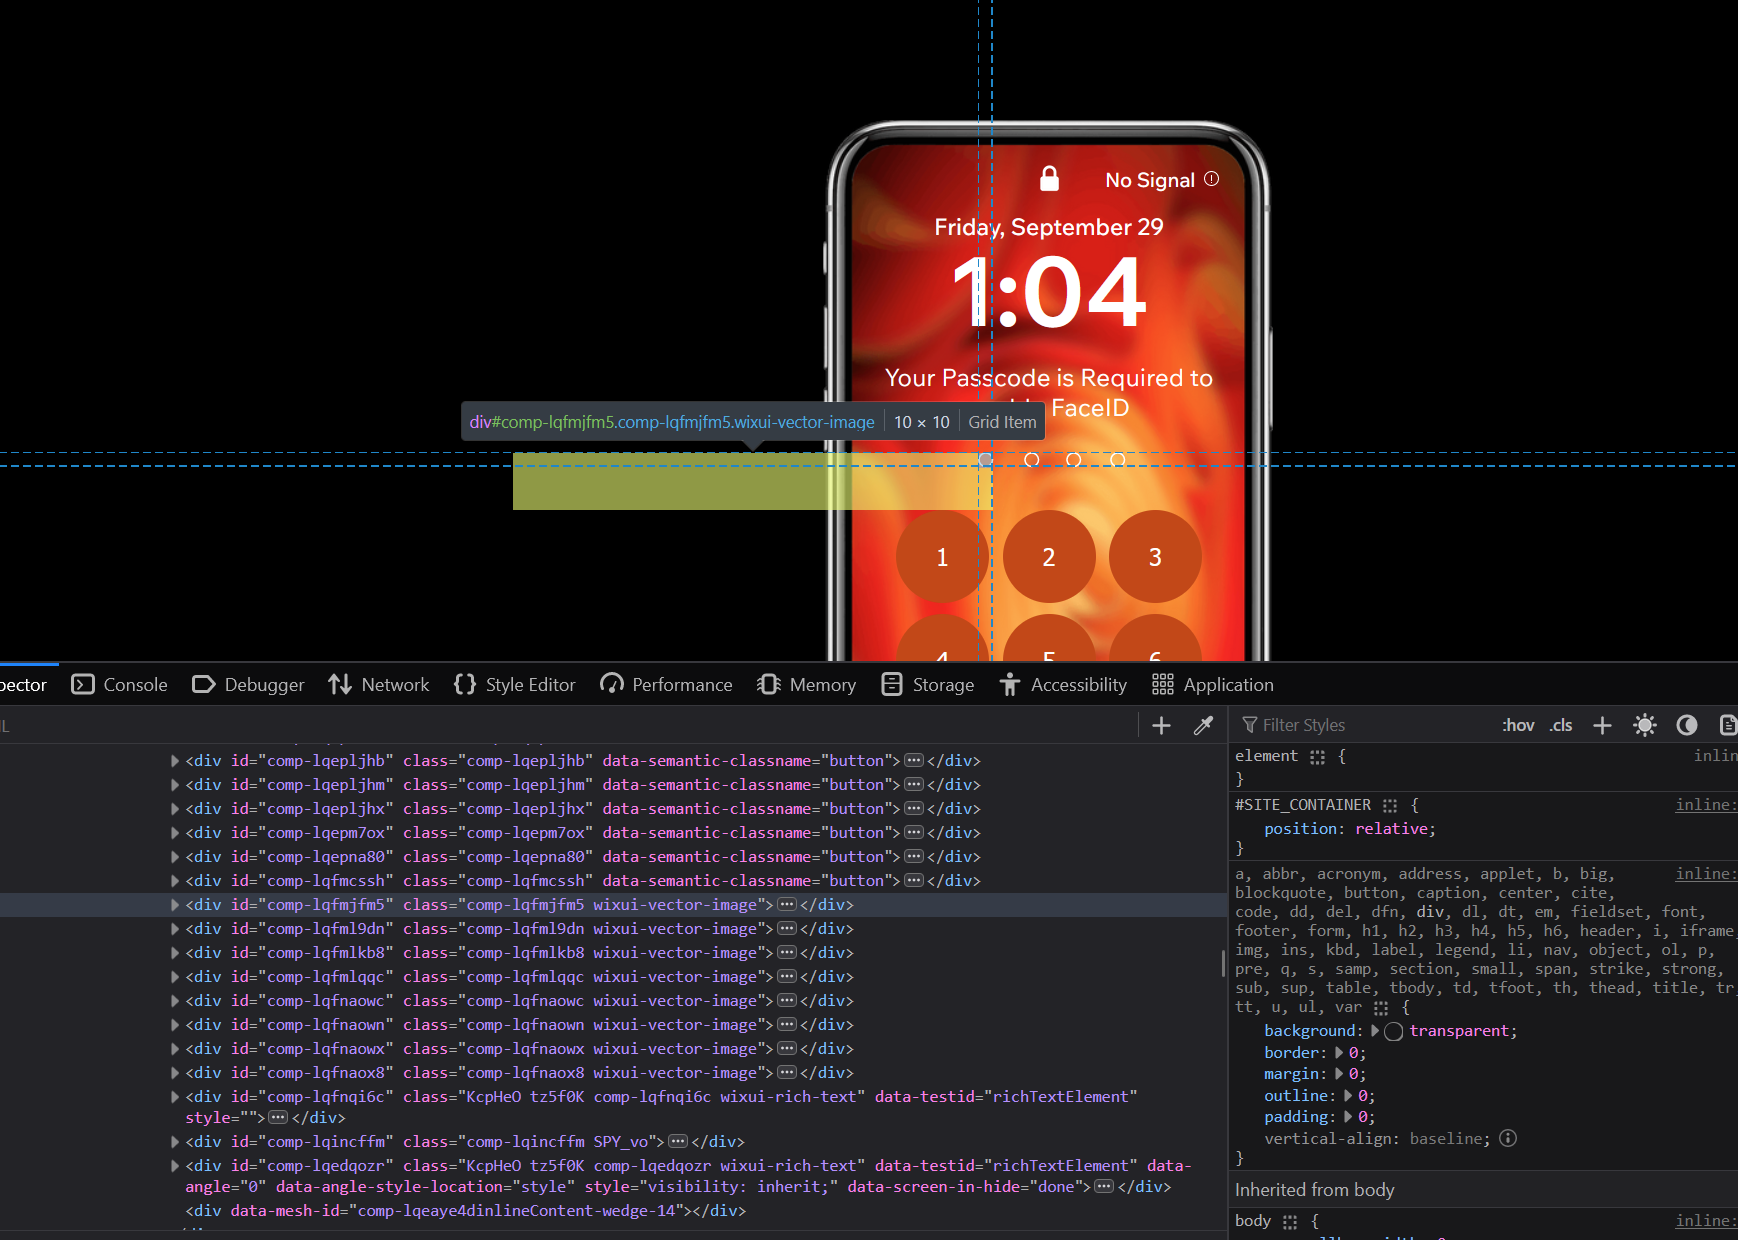 No Signal
Friday, September 29
1:04
Your Passcode is Required to
FaceID
div#comp-lqfmjfm5.comp-lqfmjfm5.wixui-vector-image 10 × 10 Grid Item
1 2 3
4 5 6
pector Console Debugger Network Style Editor Performance Memory Storage Accessibility Application
L
Filter Styles :hov .cls
<div id="comp-lqepljhb" class="comp-lqepljhb" data-semantic-classname="button"></div>
<div id="comp-lqepljhm" class="comp-lqepljhm" data-semantic-classname="button"></div>
<div id="comp-lqepljhx" class="comp-lqepljhx" data-semantic-classname="button"></div>
<div id="comp-lqepm7ox" class="comp-lqepm7ox" data-semantic-classname="button"></div>
<div id="comp-lqepna80" class="comp-lqepna80" data-semantic-classname="button"></div>
<div id="comp-lqfmcssh" class="comp-lqfmcssh" data-semantic-classname="button"></div>
<div id="comp-lqfmjfm5" class="comp-lqfmjfm5 wixui-vector-image"></div>
<div id="comp-lqfml9dn" class="comp-lqfml9dn wixui-vector-image"></div>
<div id="comp-lqfmlkb8" class="comp-lqfmlkb8 wixui-vector-image"></div>
<div id="comp-lqfmlqqc" class="comp-lqfmlqqc wixui-vector-image"></div>
<div id="comp-lqfnaowc" class="comp-lqfnaowc wixui-vector-image"></div>
<div id="comp-lqfnaown" class="comp-lqfnaown wixui-vector-image"></div>
<div id="comp-lqfnaowx" class="comp-lqfnaowx wixui-vector-image"></div>
<div id="comp-lqfnaox8" class="comp-lqfnaox8 wixui-vector-image"></div>
<div id="comp-lqfnqi6c" class="KcpHeO tz5f0K comp-lqfnqi6c wixui-rich-text" data-testid="richTextElement"
style=""></div>
<div id="comp-lqincffm" class="comp-lqincffm SPY_vo"></div>
<div id="comp-lqedqozr" class="KcpHeO tz5f0K comp-lqedqozr wixui-rich-text" data-testid="richTextElement" data-
angle="0" data-angle-style-location="style" style="visibility: inherit;" data-screen-in-hide="done"></div>
<div data-mesh-id="comp-lqeaye4dinlineContent-wedge-14"></div>
element { inlin
}
#SITE_CONTAINER { inline:
position: relative;
}
a, abbr, acronym, address, applet, b, big, inline:
blockquote, button, caption, center, cite,
code, dd, del, dfn, div, dl, dt, em, fieldset, font,
footer, form, h1, h2, h3, h4, h5, h6, header, i, iframe
img, ins, kbd, label, legend, li, nav, object, ol, p,
pre, q, s, samp, section, small, span, strike, strong,
sub, sup, table, tbody, td, tfoot, th, thead, title, tr
tt, u, ul, var {
background: transparent;
border: 0;
margin: 0;
outline: 0;
padding: 0;
vertical-align: baseline;
}
Inherited from body
body { inline: